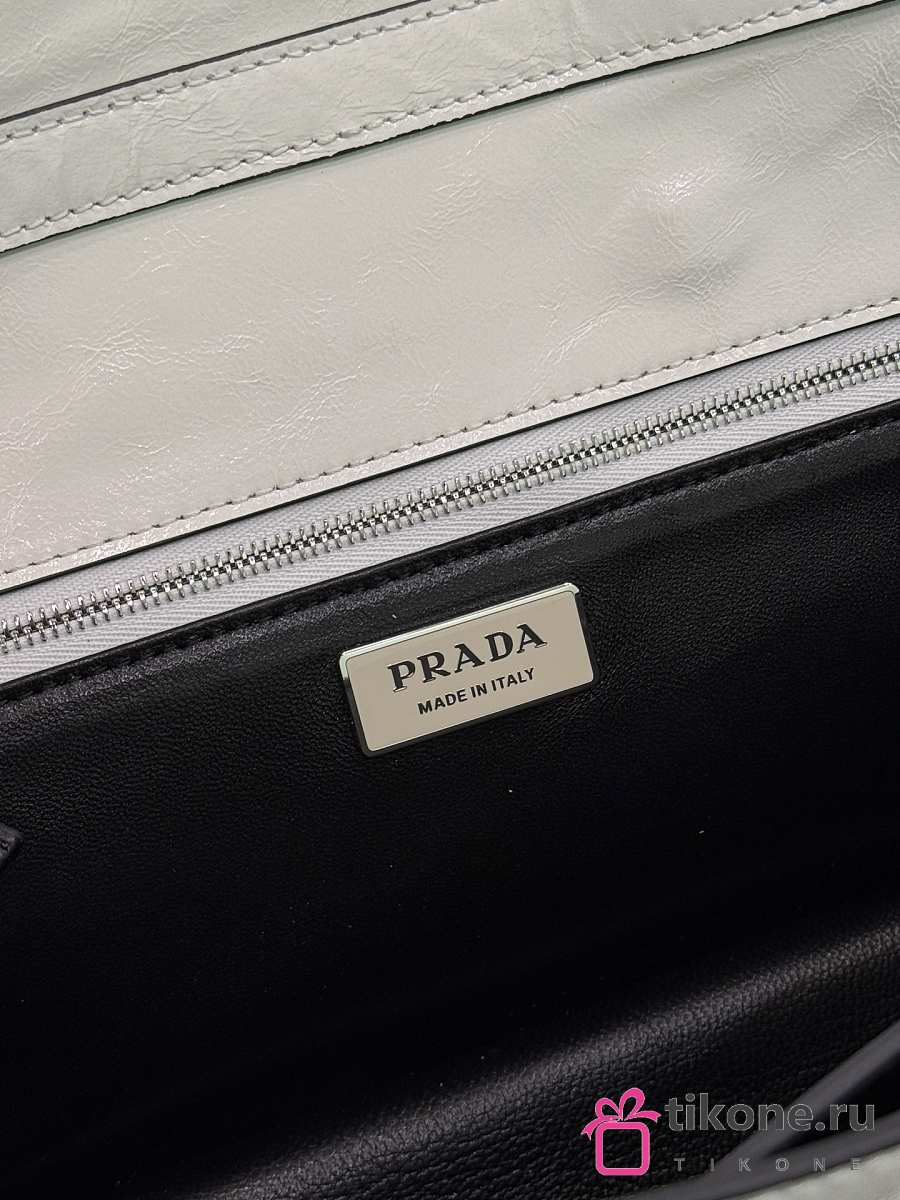 PRADA
MADE IN ITALY
tikone.ru
TIKONE